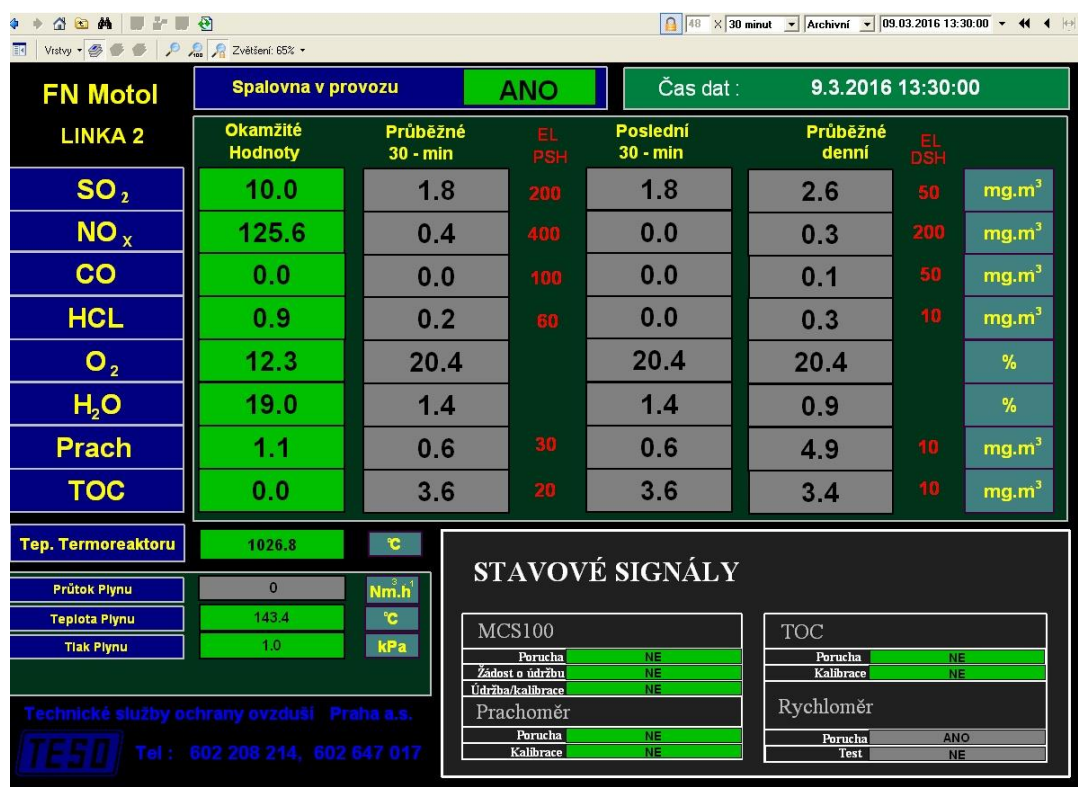 48 X 30 minut Archivní 09.03.2016 13:30:00
Vrstvy Zvětšení: 65%
FN Motol Spalovna v provozu ANO Čas dat : 9.3.2016 13:30:00
LINKA 2 Okamžité Průběžné EL Poslední Průběžné EL
Hodnoty 30 - min PSH 30 - min denní DSH
SO2 10.0 1.8 200 1.8 2.6 50 mg.m³
NOX 125.6 0.4 400 0.0 0.3 200 mg.m³
CO 0.0 0.0 100 0.0 0.1 50 mg.m³
HCL 0.9 0.2 60 0.0 0.3 10 mg.m³
O2 12.3 20.4 20.4 20.4 %
H2O 19.0 1.4 1.4 0.9 %
Prach 1.1 0.6 30 0.6 4.9 10 mg.m³
TOC 0.0 3.6 20 3.6 3.4 10 mg.m³
Tep. Termoreaktoru 1026.8 °C
Průtok Plynu 0 Nm³.h¹
Teplota Plynu 143.4 °C
Tlak Plynu 1.0 kPa
Technické služby ochrany ovzduší Praha a.s.
TESO Tel : 602 208 214, 602 647 017
STAVOVÉ SIGNÁLY
MCS100
Porucha NE
Žádost o údržbu NE
Údržba/kalibrace NE
Prachoměr
Porucha NE
Kalibrace NE
TOC
Porucha NE
Kalibrace NE
Rychloměr
Porucha ANO
Test NE